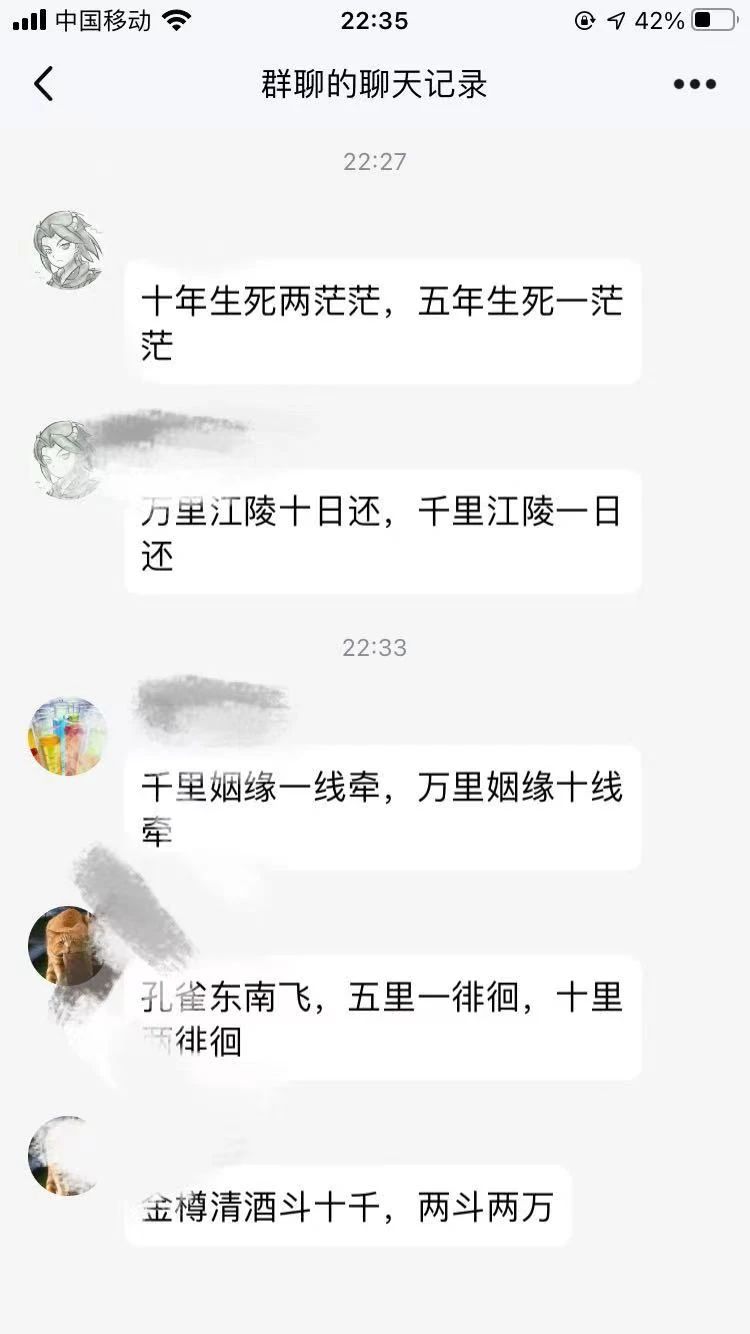 中国移动
22:35
42%
群聊的聊天记录
22:27
十年生死两茫茫，五年生死一茫
茫
万里江陵十日还，千里江陵一日
还
22:33
千里姻缘一线牵，万里姻缘十线
牵
孔雀东南飞，五里一徘徊，十里
两徘徊
金樽清酒斗十千，两斗两万